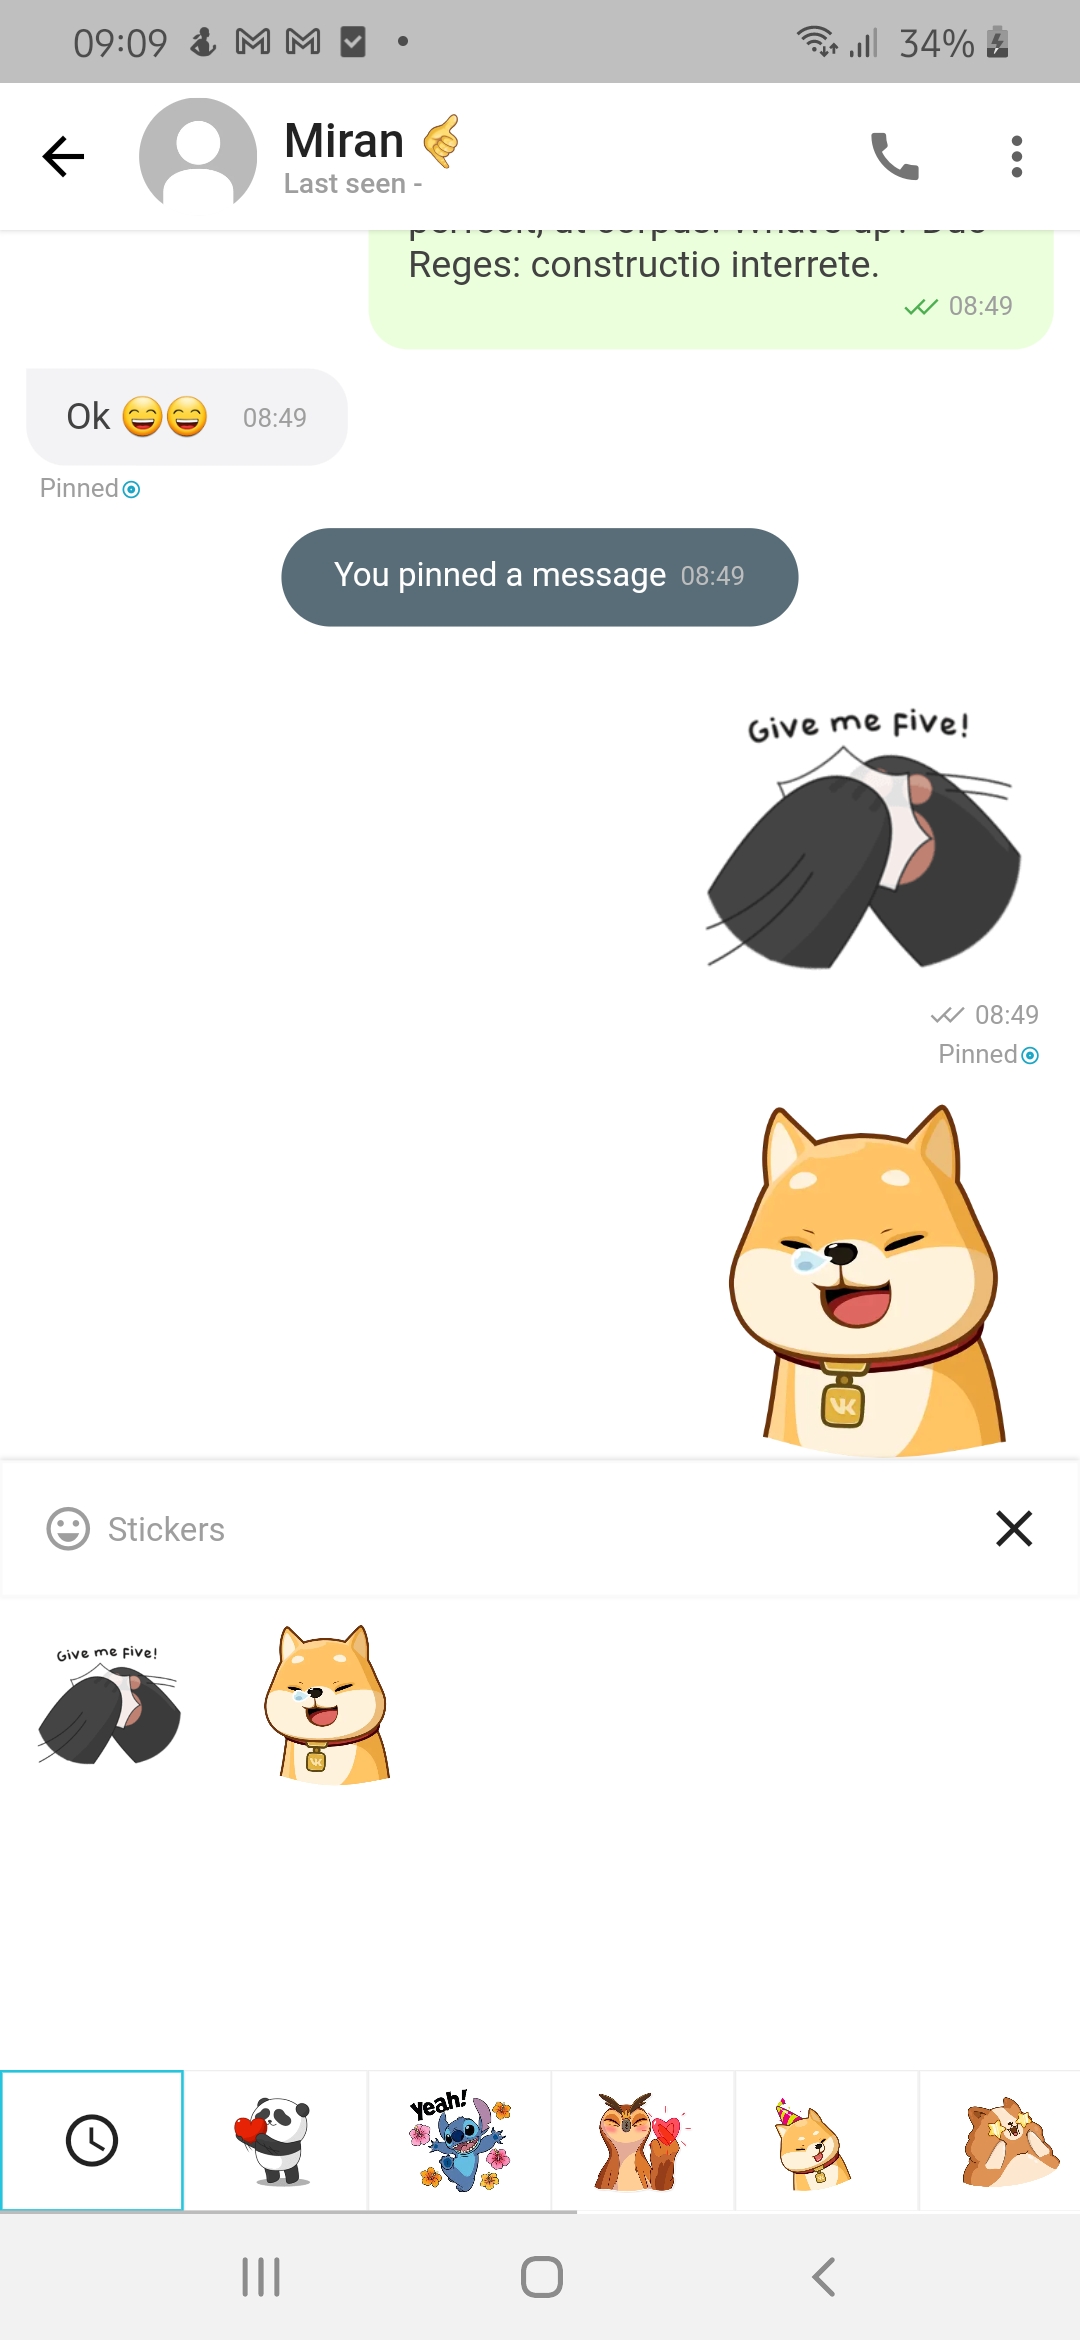 09:09
34%
Miran
Last seen -
Reges: constructio interrete.
08:49
Ok 08:49
Pinned
You pinned a message 08:49
Give me Five!
08:49
Pinned
VK
Stickers
Give me Five!
VK
Yeah!